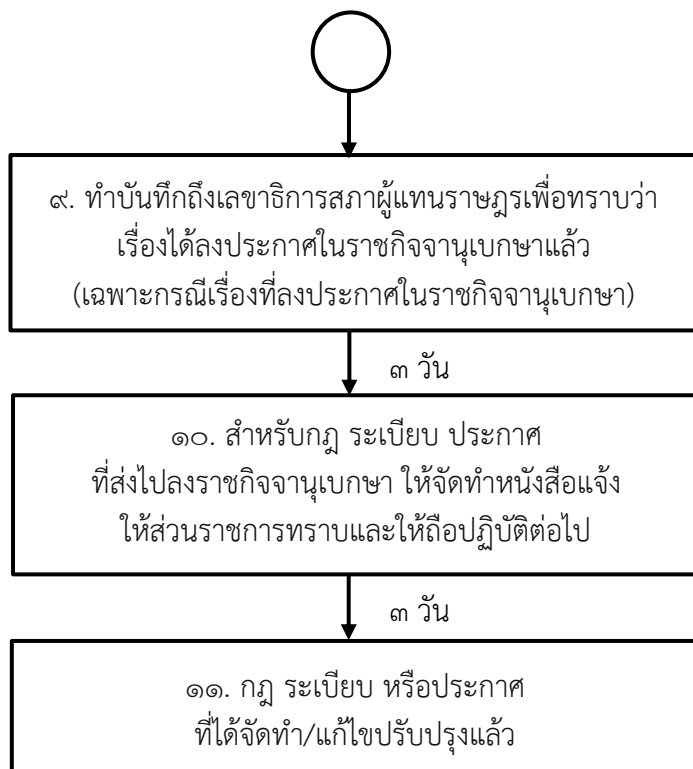 ๙. ทำบันทึกถึงเลขาธิการสภาผู้แทนราษฎรเพื่อทราบว่า
เรื่องได้ลงประกาศในราชกิจจานุเบกษาแล้ว
(เฉพาะกรณีเรื่องที่ลงประกาศในราชกิจจานุเบกษา)
๓ วัน
๑๐. สำหรับกฎ ระเบียบ ประกาศ
ที่ส่งไปลงราชกิจจานุเบกษา ให้จัดทำหนังสือแจ้ง
ให้ส่วนราชการทราบและให้ถือปฏิบัติต่อไป
๓ วัน
๑๑. กฎ ระเบียบ หรือประกาศ
ที่ได้จัดทำ/แก้ไขปรับปรุงแล้ว